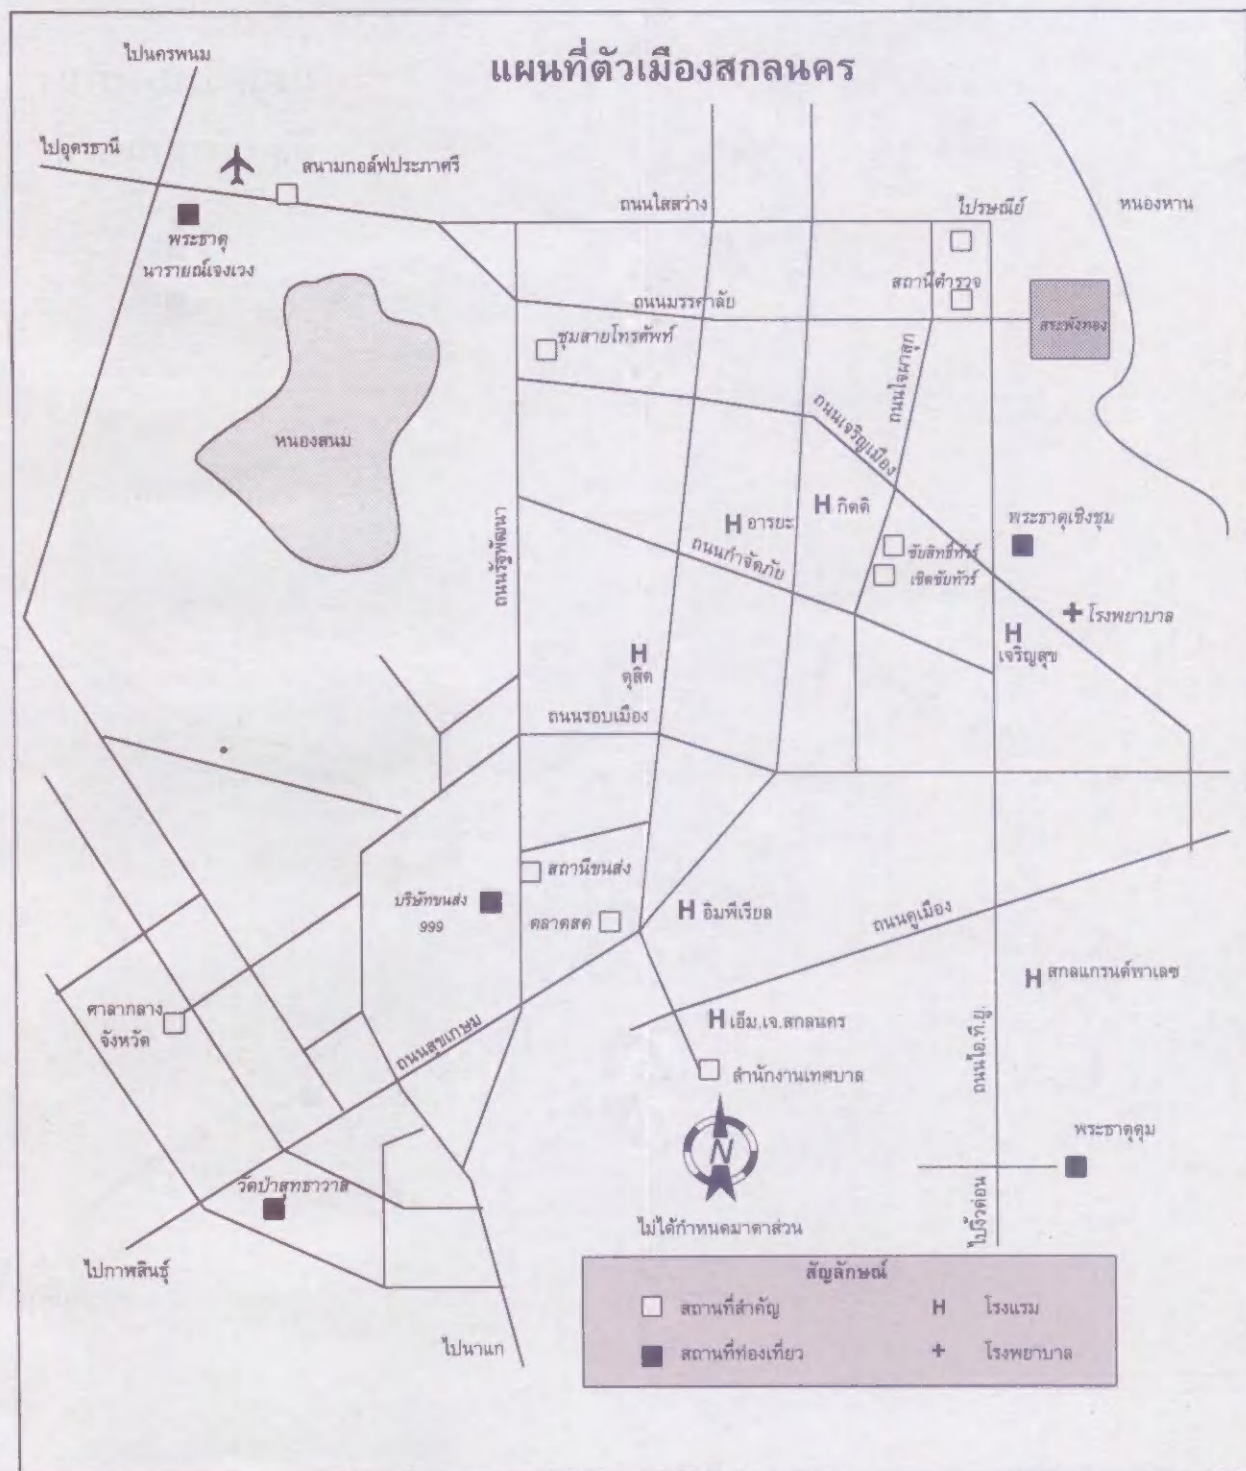 แผนที่ตัวเมืองสกลนคร
ไปนครพนม
ไปอุดรธานี
สนามกอล์ฟประภาศรี
พระธาตุ
นารายณ์เจงเวง
ถนนใสสว่าง
ไปรษณีย์
หนองหาน
สถานีตำรวจ
ถนนมรรคาลัย
สระพังทอง
ชุมสายโทรศัพท์
ถนนใจผาสุก
ถนนเจริญเมือง
หนองสนม
ถนนรัฐพัฒนา
H อารยะ
H กิตติ
ถนนกำจัดภัย
ชัยสิทธิ์ทัวร์
เชิดชัยทัวร์
พระธาตุเชิงชุม
โรงพยาบาล
H
เจริญสุข
H
ดุสิต
ถนนรอบเมือง
สถานีขนส่ง
บริษัทขนส่ง
999
ตลาดสด
H อิมพีเรียล
ถนนคูเมือง
H สกลแกรนด์พาเลซ
ศาลากลาง
จังหวัด
ถนนสุขเกษม
H เอ็ม.เจ.สกลนคร
ถนนไอ.ที.ยู.
สำนักงานเทศบาล
N
พระธาตุดุม
วัดป่าสุทธาวาส
ไม่ได้กำหนดมาตาส่วน
ไปงิ้วด่อน
ไปกาฬสินธุ์
ไปนาแก
สัญลักษณ์
สถานที่สำคัญ
H โรงแรม
สถานที่ท่องเที่ยว
โรงพยาบาล